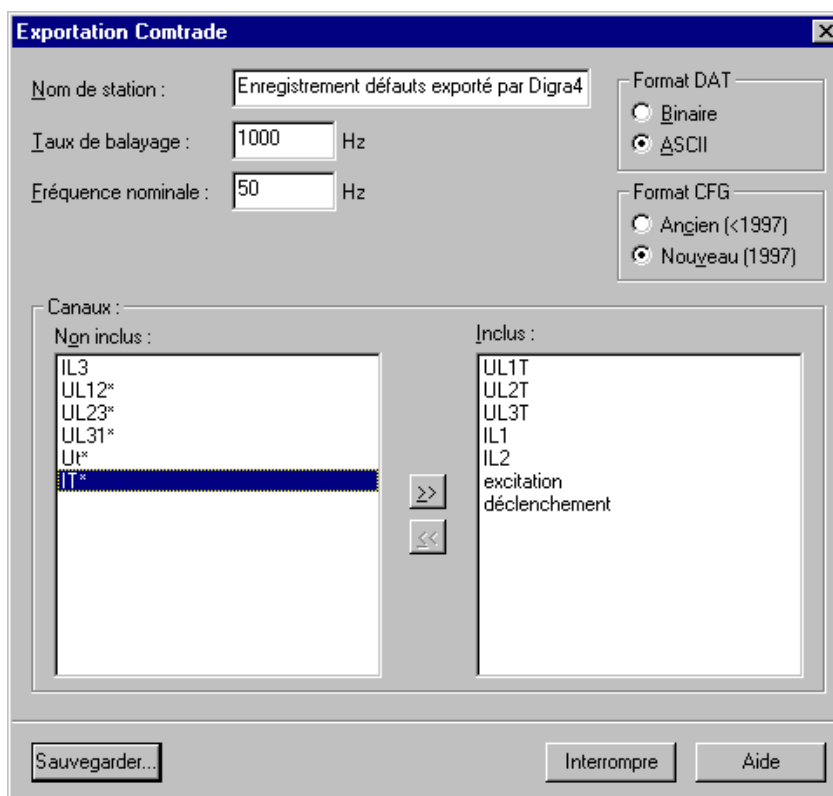 Exportation Comtrade
Nom de station : Enregistrement défauts exporté par Digra4
Taux de balayage : 1000 Hz
Fréquence nominale : 50 Hz
Format DAT
Binaire
ASCII
Format CFG
Ancien (<1997)
Nouveau (1997)
Canaux :
Non inclus :
IL3
UL12*
UL23*
UL31*
Ut*
IT*
>>
<<
Inclus :
UL1T
UL2T
UL3T
IL1
IL2
excitation
déclenchement
Sauvegarder...
Interrompre
Aide